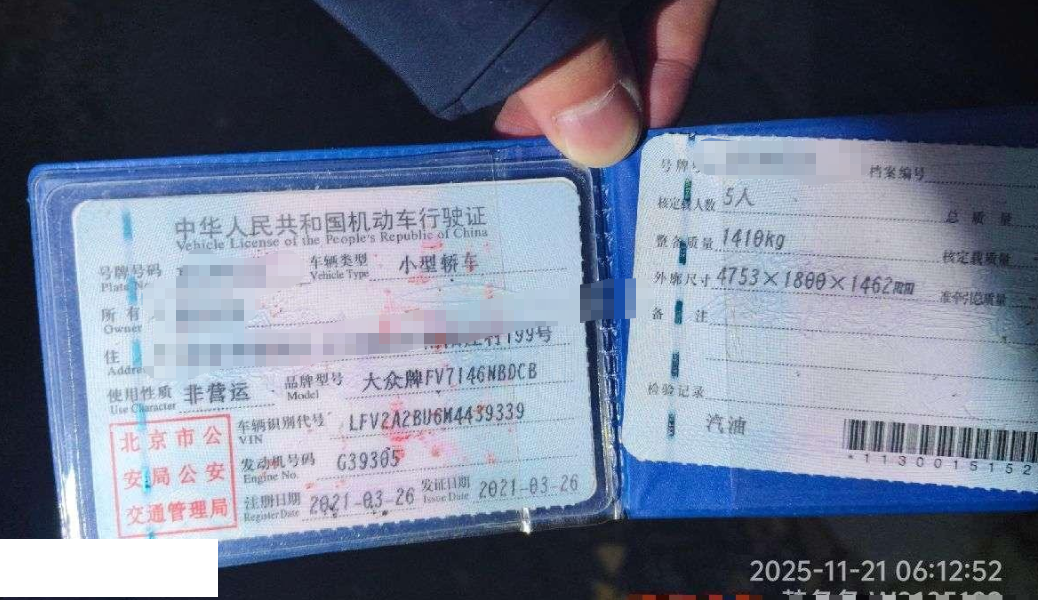 中华人民共和国机动车行驶证
Vehicle License of the People's Republic of China
号牌号码
Plate No.
车辆类型 小型轿车
Vehicle Type
所有
Owner
住
Address
199号
使用性质 非营运
Use Character
品牌型号 大众牌FV7146NBDCB
Model
车辆识别代号 LFV2A2BU6M4439339
VIN
发动机号码 G39305
Engine No.
注册日期 2021-03-26
Register Date
发证日期 2021-03-26
Issue Date
北京市公
安局公安
交通管理局
号牌
档案编号
核定载人数 5人
总质量
整备质量 1410kg
核定载质量
外廓尺寸 4753×1800×1462mm
准牵引总质量
备注
检验记录
汽油
*1130015152
2025-11-21 06:12:52